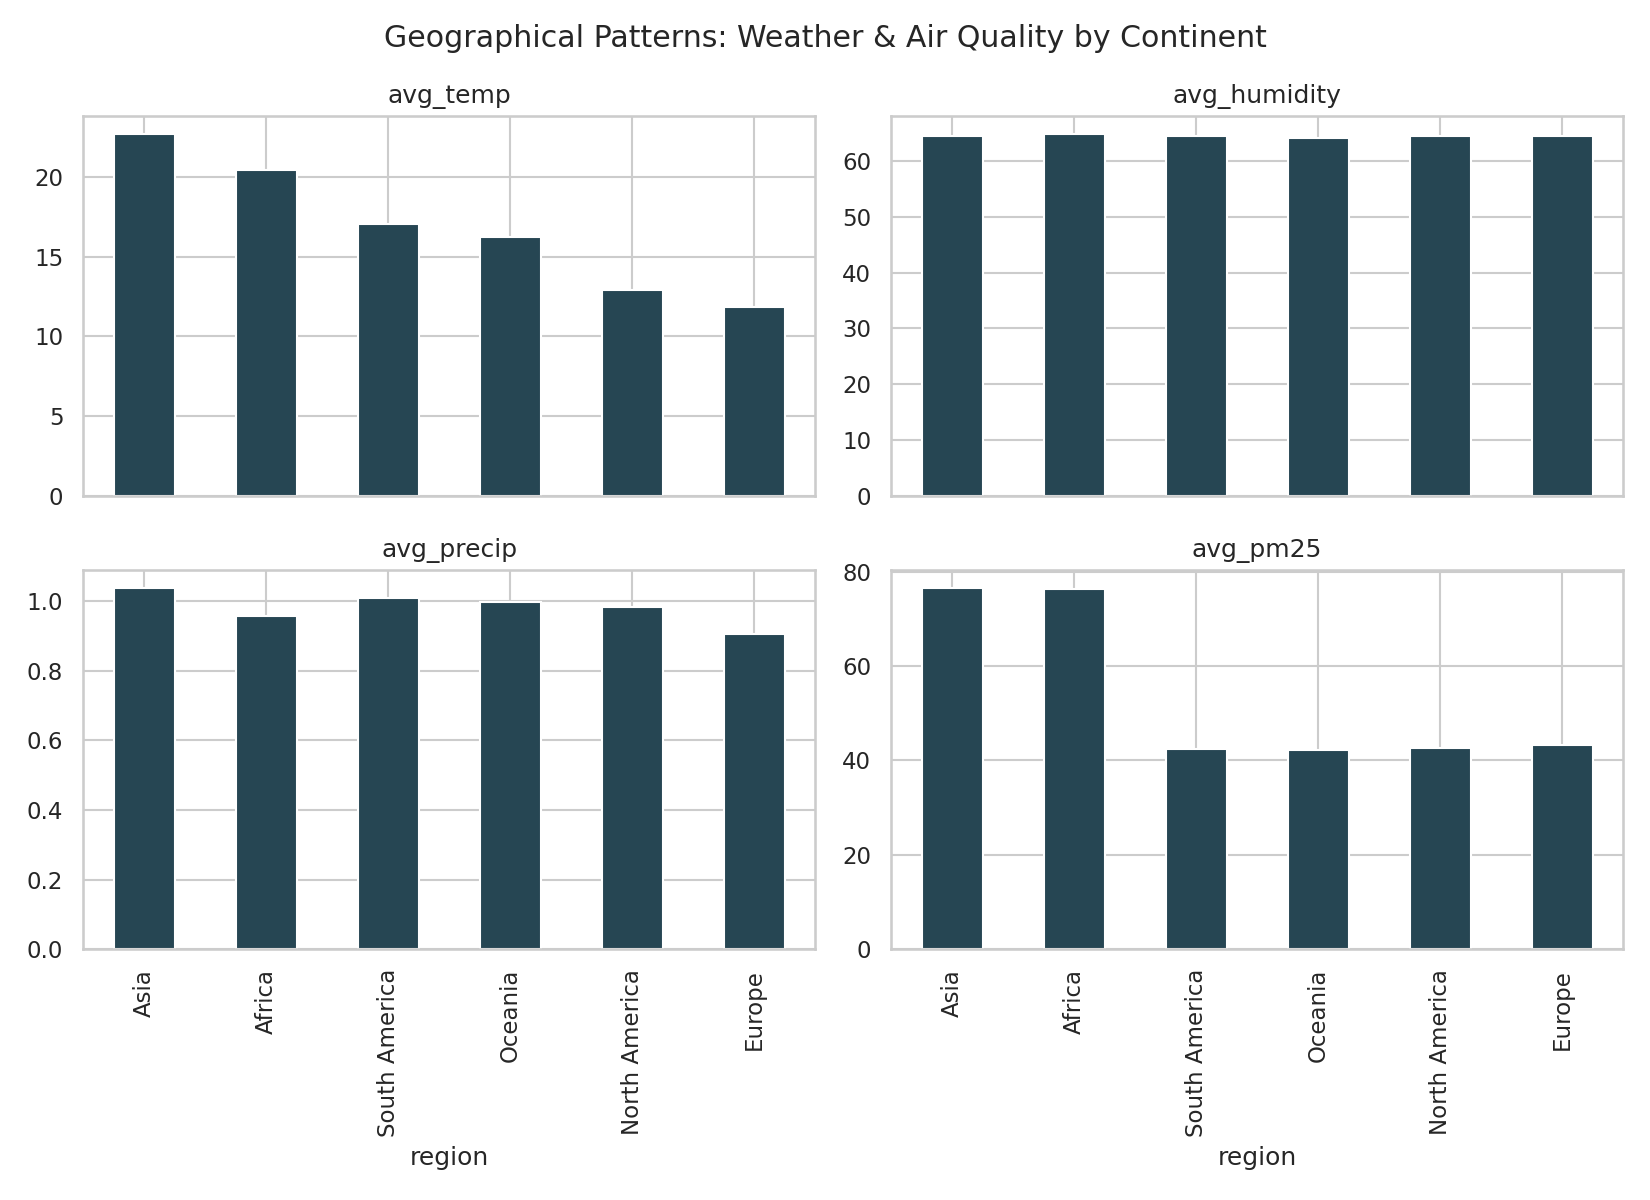 Geographical Patterns: Weather & Air Quality by Continent
avg_temp
20
15
10
5
0
avg_humidity
60
50
40
30
20
10
0
avg_precip
1.0
0.8
0.6
0.4
0.2
0.0
Asia
Africa
South America
Oceania
North America
Europe
region
avg_pm25
80
60
40
20
0
Asia
Africa
South America
Oceania
North America
Europe
region